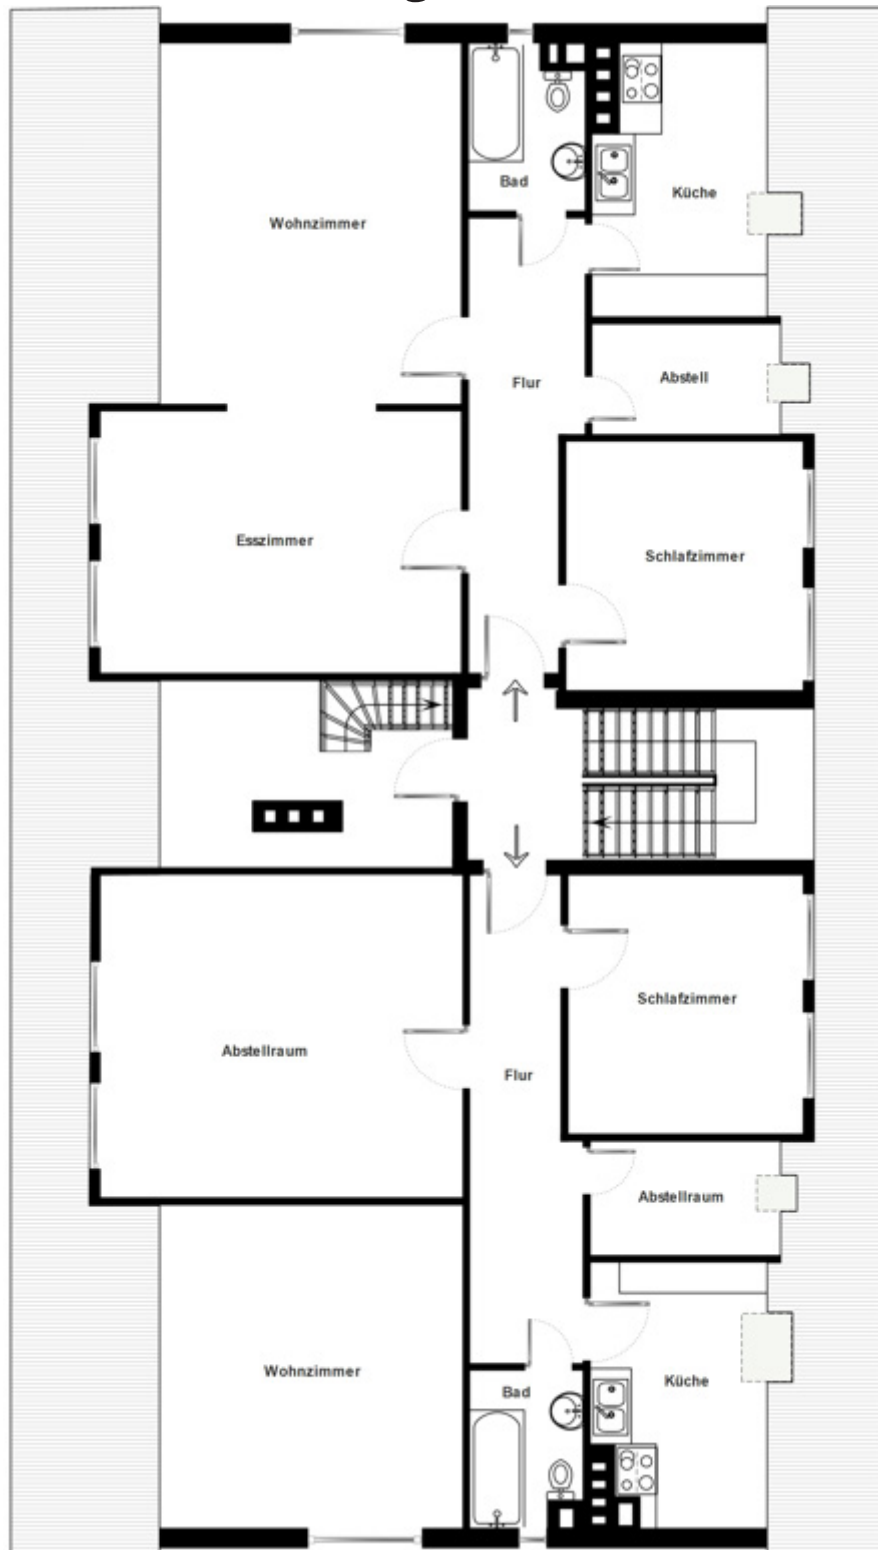 Bad
Küche
Wohnzimmer
Abstell
Flur
Esszimmer
Schlafzimmer
Schlafzimmer
Abstellraum
Flur
Abstellraum
Wohnzimmer
Küche
Bad